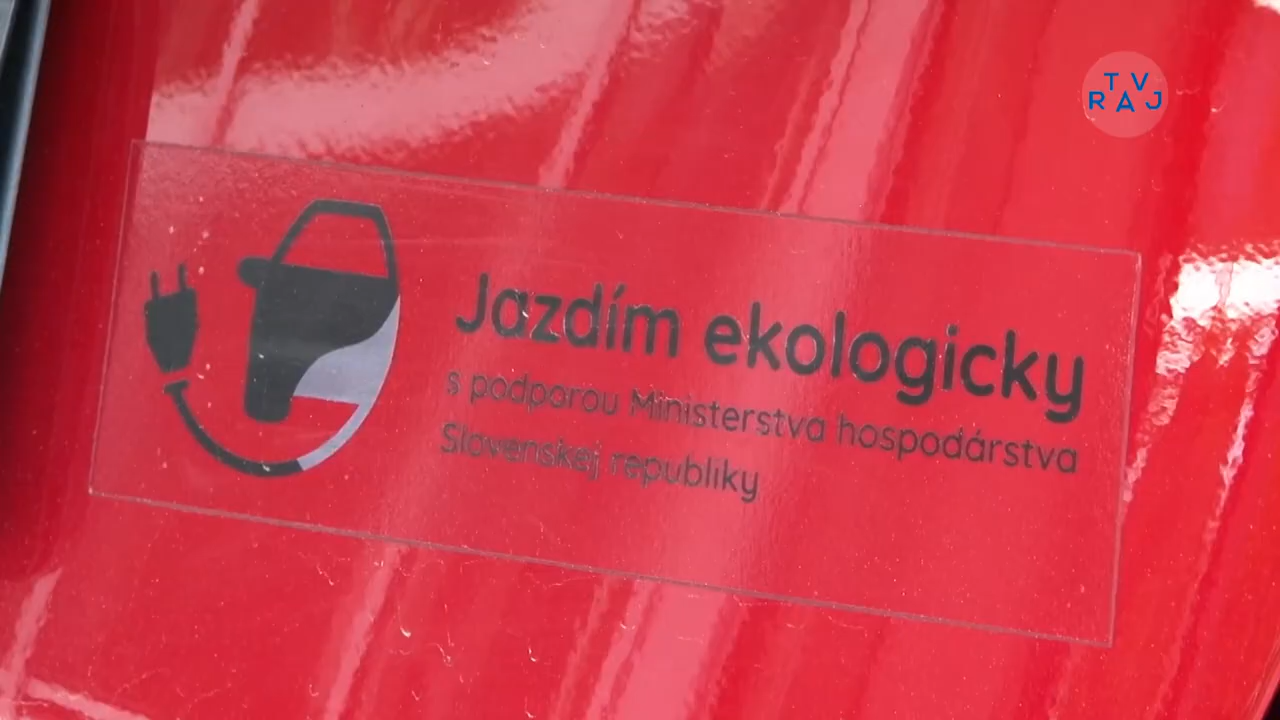 TV
RAJ
Jazdím ekologicky
s podporou Ministerstva hospodárstva
Slovenskej republiky